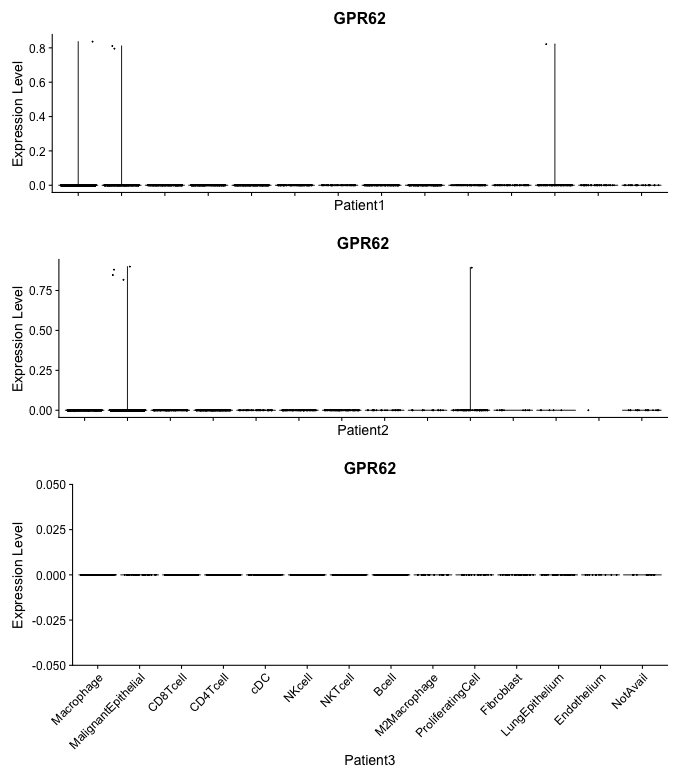 GPR62
Expression Level
0.8
0.6
0.4
0.2
0.0
Patient1
GPR62
Expression Level
0.75
0.50
0.25
0.00
Patient2
GPR62
Expression Level
0.050
0.025
0.000
-0.025
-0.050
Macrophage
MalignantEpithelial
CD8Tcell
CD4Tcell
cDC
NKcell
NKTcell
Bcell
M2Macrophage
ProliferatingCell
Fibroblast
LungEpithelium
Endothelium
NotAvail
Patient3